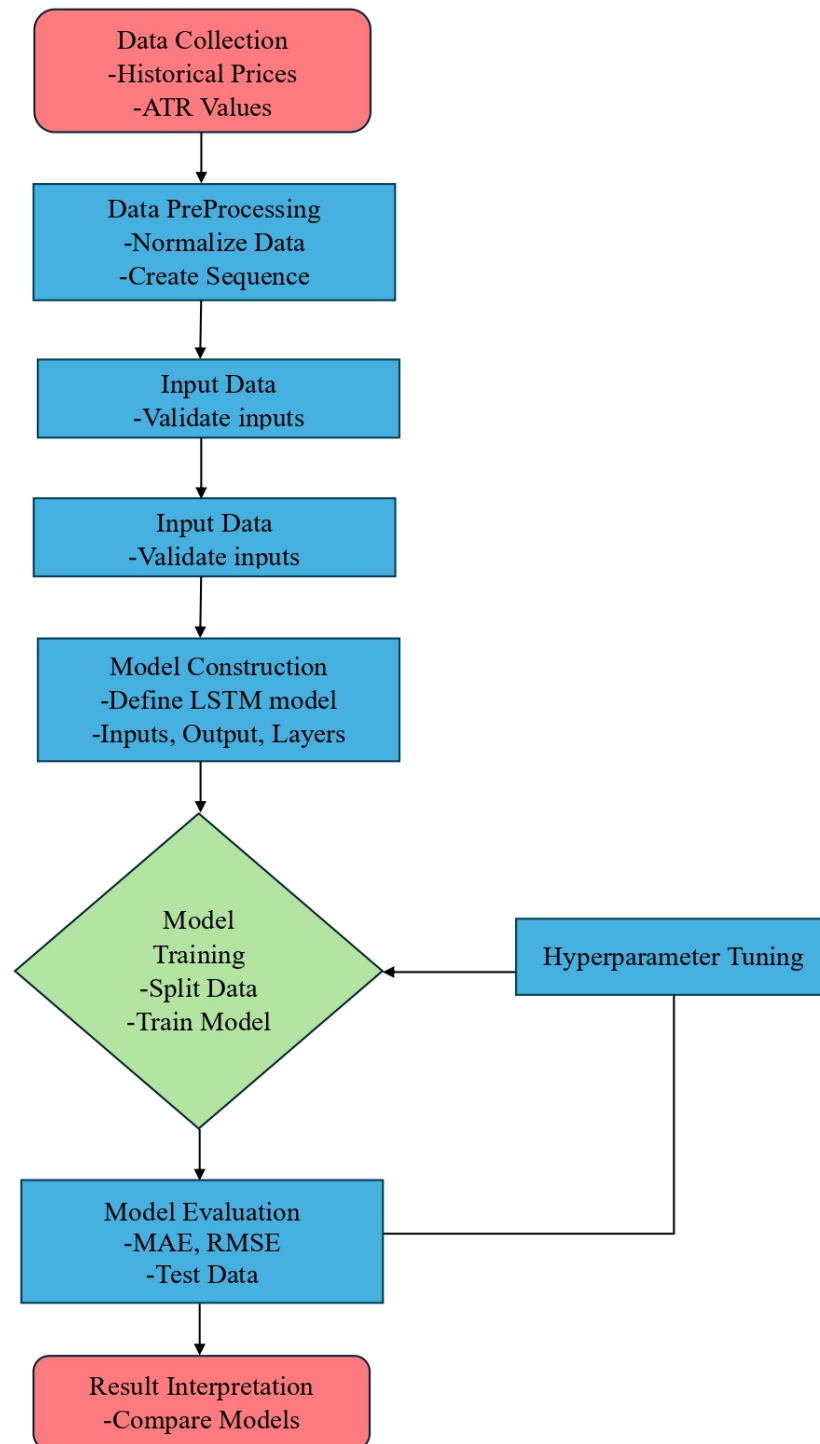 Data Collection
-Historical Prices
-ATR Values
Data PreProcessing
-Normalize Data
-Create Sequence
Input Data
-Validate inputs
Input Data
-Validate inputs
Model Construction
-Define LSTM model
-Inputs, Output, Layers
Model
Training
-Split Data
-Train Model
Hyperparameter Tuning
Model Evaluation
-MAE, RMSE
-Test Data
Result Interpretation
-Compare Models